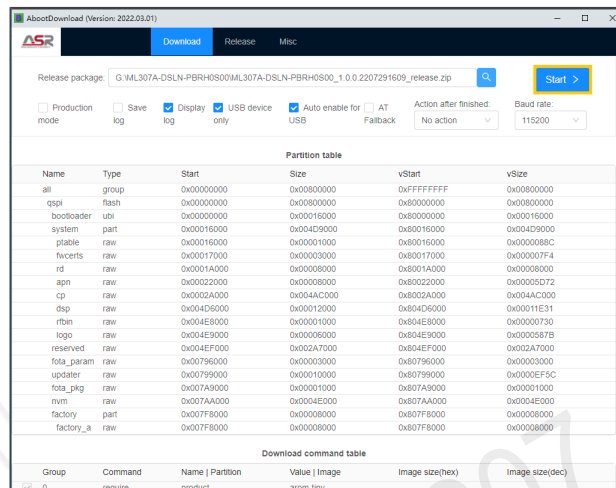 AbootDownload (Version: 2022.03.01)
ASR Download Release Misc
Release package: G:\ML307A-DSLN-PBRH0S00\ML307A-DSLN-PBRH0S00_1.0.0.2207291609_release.zip Start >
Production mode Save log Display log USB device only Auto enable for USB AT Fallback Action after finished: No action Baud rate: 115200
Partition table
Name Type Start Size vStart vSize
all group 0x00000000 0x00800000 0xFFFFFFFF 0x00800000
qspi flash 0x00000000 0x00800000 0x80000000 0x00800000
bootloader ubi 0x00000000 0x00016000 0x80000000 0x00016000
system part 0x00016000 0x004D9000 0x80016000 0x004D9000
ptable raw 0x00016000 0x00001000 0x80016000 0x0000088C
fwcerts raw 0x00017000 0x00003000 0x80017000 0x000007F4
rd raw 0x0001A000 0x00008000 0x8001A000 0x00008000
apn raw 0x00022000 0x00008000 0x80022000 0x00005D72
cp raw 0x0002A000 0x004AC000 0x8002A000 0x004AC000
dsp raw 0x004D6000 0x00012000 0x804D6000 0x00011E31
rfbin raw 0x004E8000 0x00001000 0x804E8000 0x00000730
logo raw 0x004E9000 0x00006000 0x804E9000 0x0000587B
reserved raw 0x004EF000 0x002A7000 0x804EF000 0x002A7000
fota_param raw 0x00796000 0x00003000 0x80796000 0x00003000
updater raw 0x00799000 0x00010000 0x80799000 0x0000EF5C
fota_pkg raw 0x007A9000 0x00001000 0x807A9000 0x00001000
nvm raw 0x007AA000 0x0004E000 0x807AA000 0x0004E000
factory part 0x007F8000 0x00008000 0x807F8000 0x00008000
factory_a raw 0x007F8000 0x00008000 0x807F8000 0x00008000
Download command table
Group Command Name | Partition Value | Image Image size(hex) Image size(dec)
0 require product arom-tiny